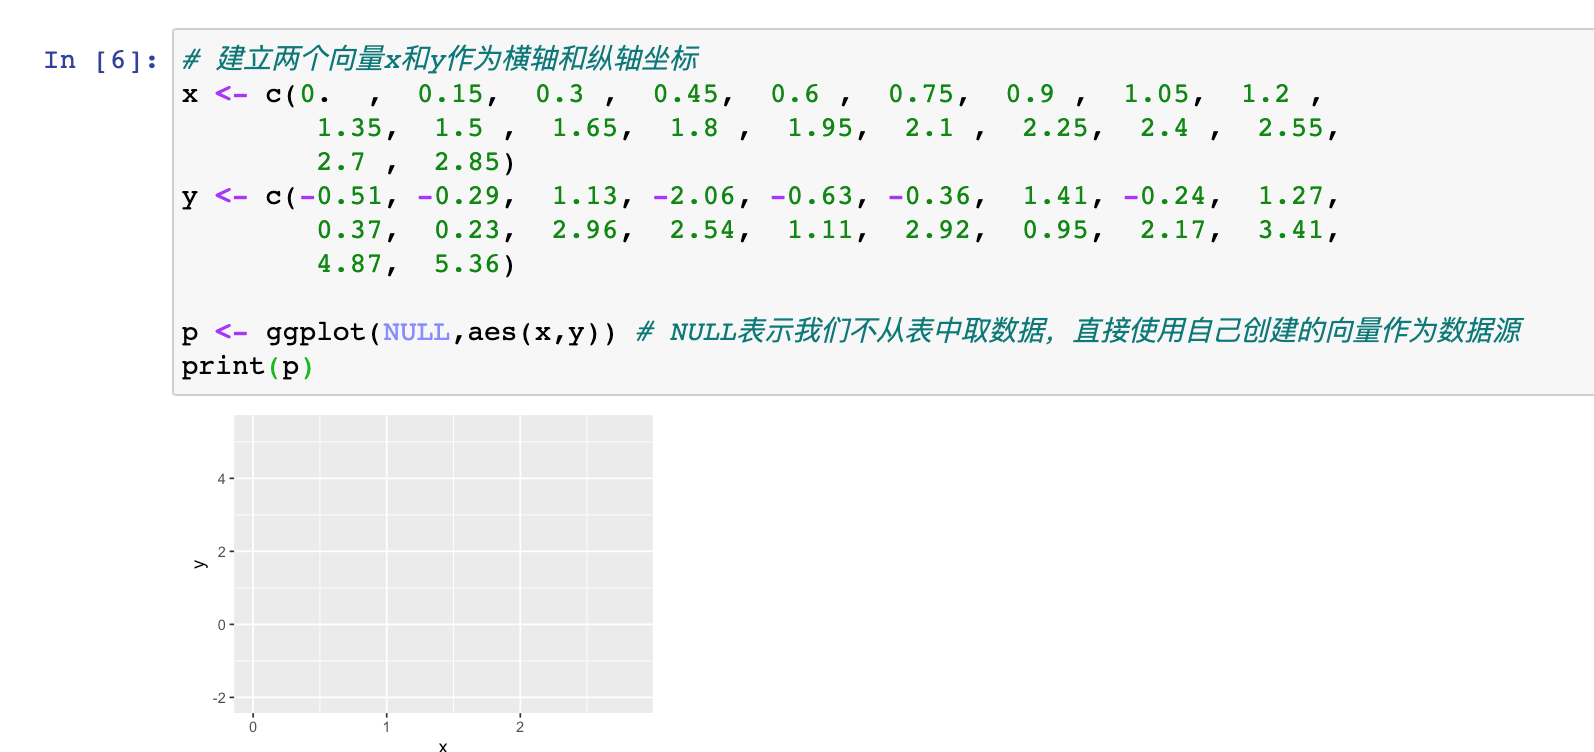 In [6]:
# 建立两个向量x和y作为横轴和纵轴坐标
x <- c(0.  ,  0.15,  0.3 ,  0.45,  0.6 ,  0.75,  0.9 ,  1.05,  1.2 ,
        1.35,  1.5 ,  1.65,  1.8 ,  1.95,  2.1 ,  2.25,  2.4 ,  2.55,
        2.7 ,  2.85)
y <- c(-0.51, -0.29,  1.13, -2.06, -0.63, -0.36,  1.41, -0.24,  1.27,
        0.37,  0.23,  2.96,  2.54,  1.11,  2.92,  0.95,  2.17,  3.41,
        4.87,  5.36)
p <- ggplot(NULL,aes(x,y)) # NULL表示我们不从表中取数据，直接使用自己创建的向量作为数据源
print(p)
4
2
y
0
-2
0 1 2
x